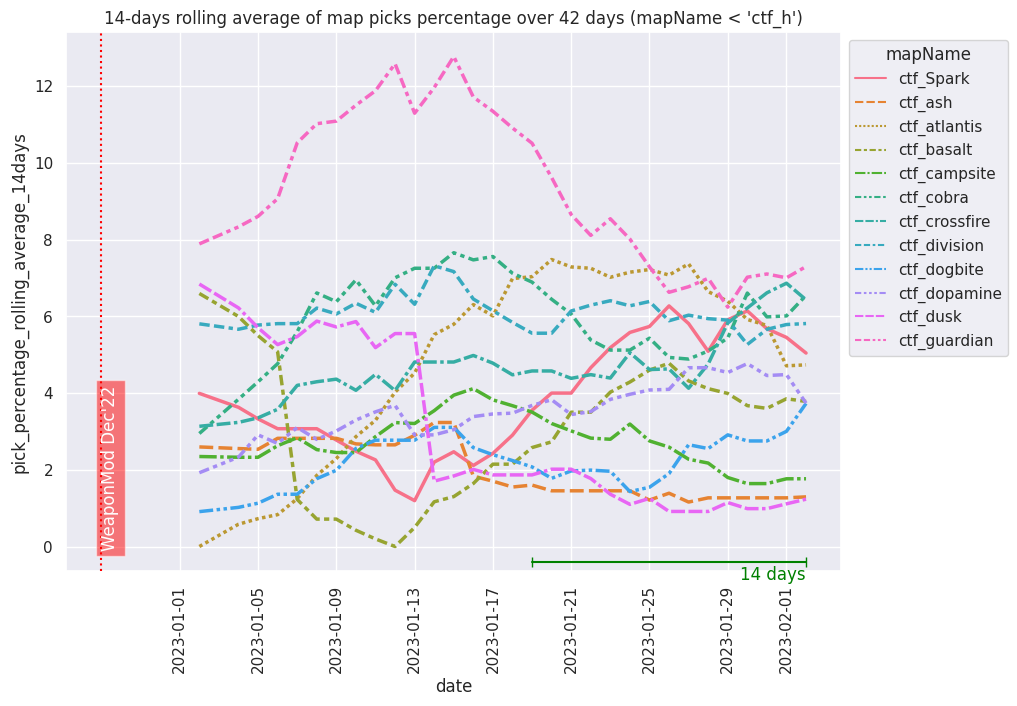 14-days rolling average of map picks percentage over 42 days (mapName < 'ctf_h')
pick_percentage_rolling_average_14days
12
10
8
6
4
2
0
WeaponMod Dec'22
14 days
2023-01-01
2023-01-05
2023-01-09
2023-01-13
2023-01-17
2023-01-21
2023-01-25
2023-01-29
2023-02-01
date
mapName
ctf_Spark
ctf_ash
ctf_atlantis
ctf_basalt
ctf_campsite
ctf_cobra
ctf_crossfire
ctf_division
ctf_dogbite
ctf_dopamine
ctf_dusk
ctf_guardian